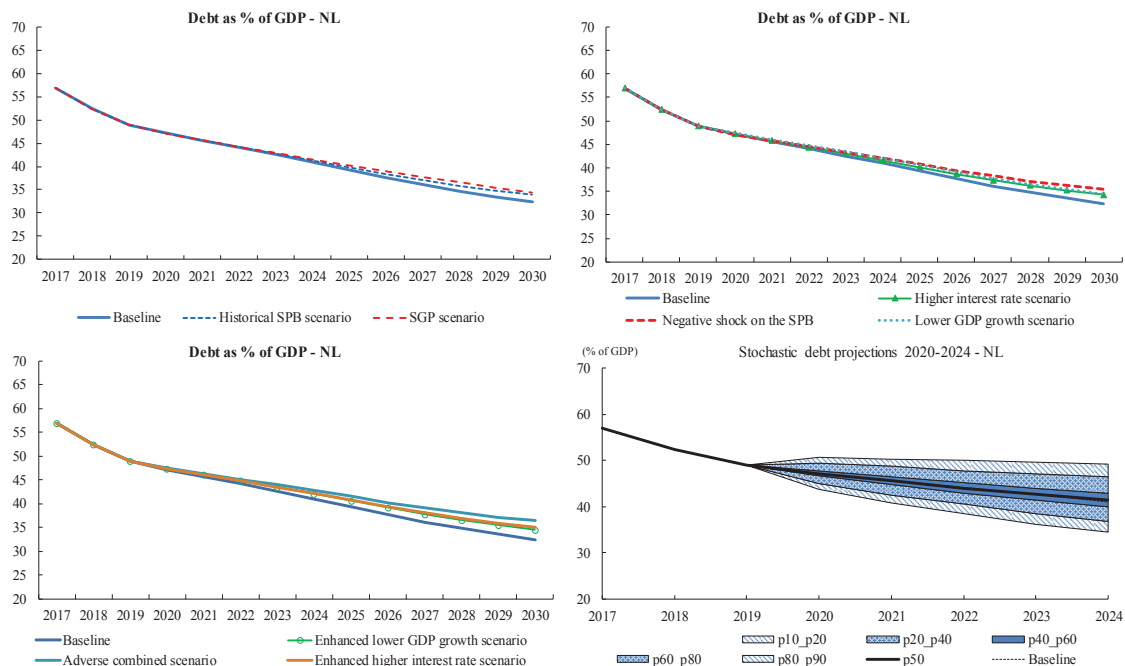 Debt as % of GDP - NL
70
65
60
55
50
45
40
35
30
25
20
2017 2018 2019 2020 2021 2022 2023 2024 2025 2026 2027 2028 2029 2030
Baseline Historical SPB scenario SGP scenario
Debt as % of GDP - NL
70
65
60
55
50
45
40
35
30
25
20
2017 2018 2019 2020 2021 2022 2023 2024 2025 2026 2027 2028 2029 2030
Baseline Higher interest rate scenario
Negative shock on the SPB Lower GDP growth scenario
Debt as % of GDP - NL
70
65
60
55
50
45
40
35
30
25
20
2017 2018 2019 2020 2021 2022 2023 2024 2025 2026 2027 2028 2029 2030
Baseline Enhanced lower GDP growth scenario
Adverse combined scenario Enhanced higher interest rate scenario
(% of GDP) Stochastic debt projections 2020-2024 - NL
70
60
50
40
30
20
2017 2018 2019 2020 2021 2022 2023 2024
p10_p20 p20_p40 p40_p60
p60_p80 p80_p90 p50 Baseline